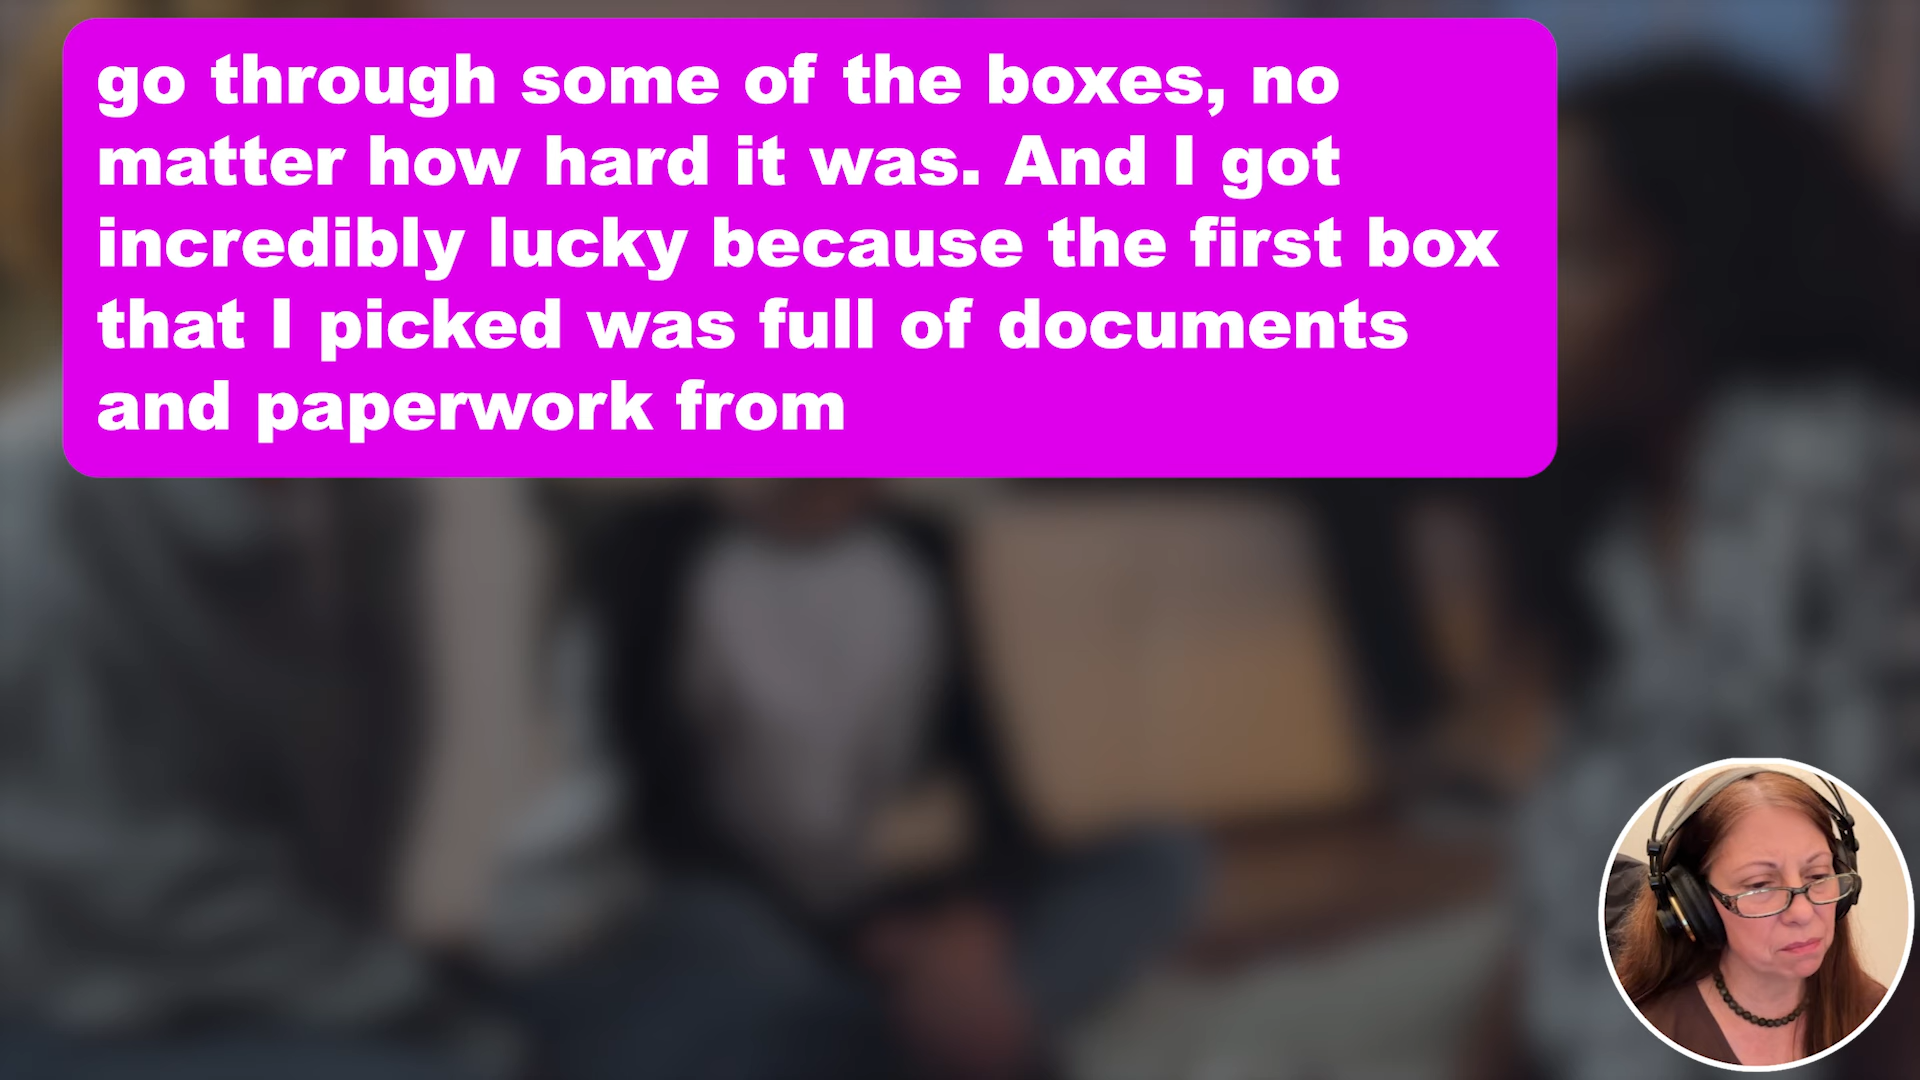 go through some of the boxes, no
matter how hard it was. And I got
incredibly lucky because the first box
that I picked was full of documents
and paperwork from